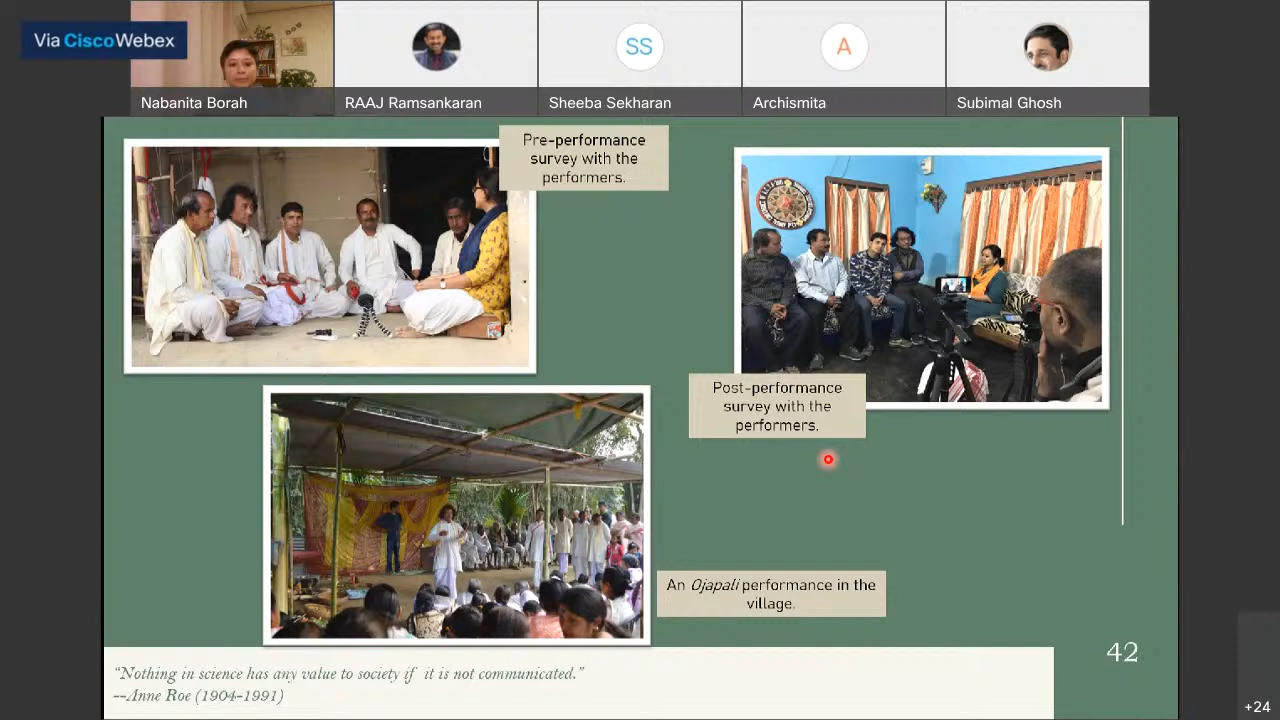 Via CiscoWebex
SS
A
Nabanita Borah
RAAJ Ramsankaran
Sheeba Sekharan
Archismita
Subimal Ghosh
Pre-performance
survey with the
performers.
Post-performance
survey with the
performers.
An Ojapali performance in the
village.
42
“Nothing in science has any value to society if it is not communicated.”
--Anne Roe (1904-1991)
+24